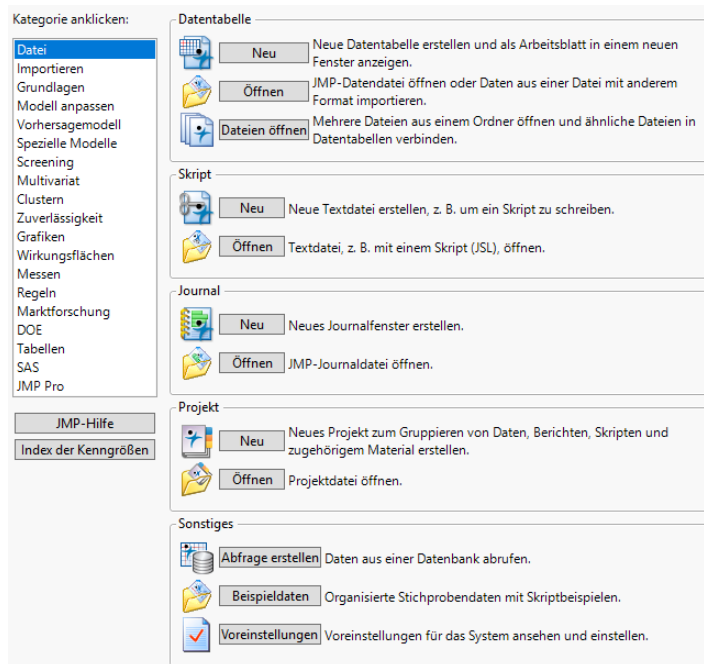 Kategorie anklicken:
Datei
Importieren
Grundlagen
Modell anpassen
Vorhersagemodell
Spezielle Modelle
Screening
Multivariat
Clustern
Zuverlässigkeit
Grafiken
Wirkungsflächen
Messen
Regeln
Marktforschung
DOE
Tabellen
SAS
JMP Pro
JMP-Hilfe
Index der Kenngrößen
Datentabelle
Neu
Neue Datentabelle erstellen und als Arbeitsblatt in einem neuen
Fenster anzeigen.
Öffnen
JMP-Datendatei öffnen oder Daten aus einer Datei mit anderem
Format importieren.
Dateien öffnen
Mehrere Dateien aus einem Ordner öffnen und ähnliche Dateien in
Datentabellen verbinden.
Skript
Neu Neue Textdatei erstellen, z. B. um ein Skript zu schreiben.
Öffnen Textdatei, z. B. mit einem Skript (JSL), öffnen.
Journal
Neu Neues Journalfenster erstellen.
Öffnen JMP-Journaldatei öffnen.
Projekt
Neu
Neues Projekt zum Gruppieren von Daten, Berichten, Skripten und
zugehörigem Material erstellen.
Öffnen Projektdatei öffnen.
Sonstiges
Abfrage erstellen Daten aus einer Datenbank abrufen.
Beispieldaten Organisierte Stichprobendaten mit Skriptbeispielen.
Voreinstellungen Voreinstellungen für das System ansehen und einstellen.